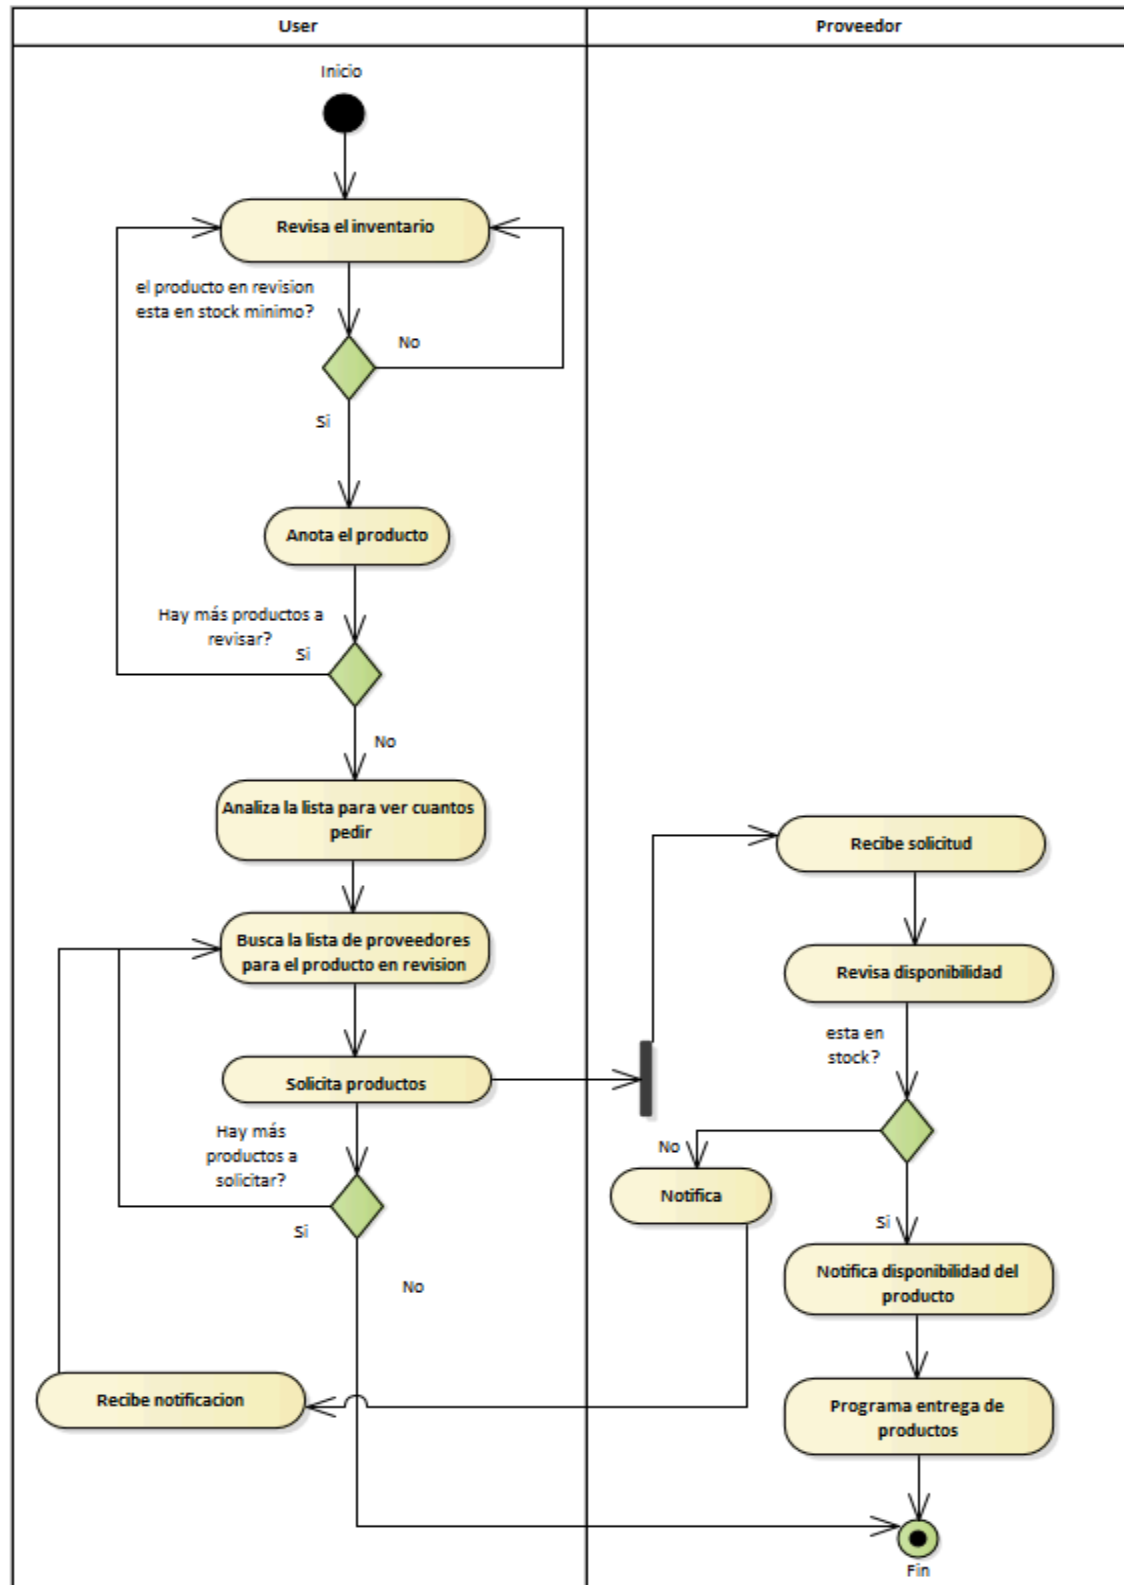 User
Proveedor
Inicio
Revisa el inventario
el producto en revision
esta en stock minimo?
No
Si
Anota el producto
Hay más productos a
revisar?
Si
No
Analiza la lista para ver cuantos
pedir
Busca la lista de proveedores
para el producto en revision
Solicita productos
Hay más
productos a
solicitar?
Si
No
Recibe notificacion
Recibe solicitud
Revisa disponibilidad
esta en
stock?
No
Notifica
Si
Notifica disponibilidad del
producto
Programa entrega de
productos
Fin